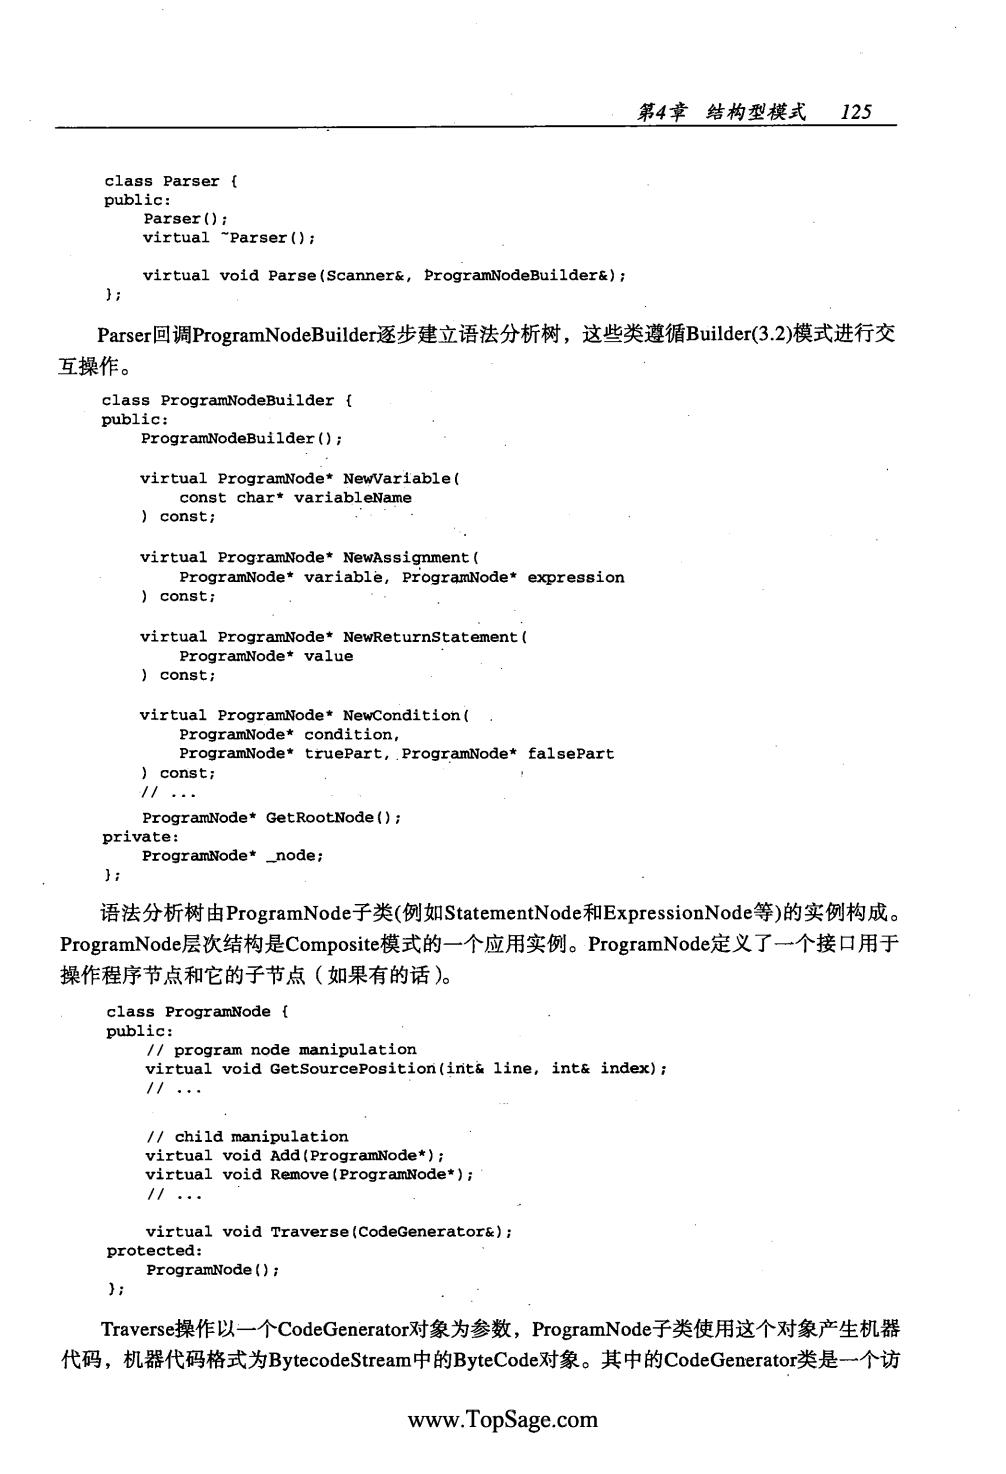 第4章 结构型模式 125
class Parser {
public:
Parser();
virtual ~Parser();
virtual void Parse(Scanner&, ProgramNodeBuilder&);
};
Parser回调ProgramNodeBuilder逐步建立语法分析树，这些类遵循Builder(3.2)模式进行交
互操作。
class ProgramNodeBuilder {
public:
ProgramNodeBuilder();
virtual ProgramNode* NewVariable(
const char* variableName
) const;
virtual ProgramNode* NewAssignment(
ProgramNode* variable, ProgramNode* expression
) const;
virtual ProgramNode* NewReturnStatement(
ProgramNode* value
) const;
virtual ProgramNode* NewCondition(
ProgramNode* condition,
ProgramNode* truePart, ProgramNode* falsePart
) const;
// ...
ProgramNode* GetRootNode();
private:
ProgramNode* _node;
};
语法分析树由ProgramNode子类(例如StatementNode和ExpressionNode等)的实例构成。
ProgramNode层次结构是Composite模式的一个应用实例。ProgramNode定义了一个接口用于
操作程序节点和它的子节点（如果有的话）。
class ProgramNode {
public:
// program node manipulation
virtual void GetSourcePosition(int& line, int& index);
// ...
// child manipulation
virtual void Add(ProgramNode*);
virtual void Remove(ProgramNode*);
// ...
virtual void Traverse(CodeGenerator&);
protected:
ProgramNode();
};
Traverse操作以一个CodeGenerator对象为参数，ProgramNode子类使用这个对象产生机器
代码，机器代码格式为BytecodeStream中的ByteCode对象。其中的CodeGenerator类是一个访
www.TopSage.com